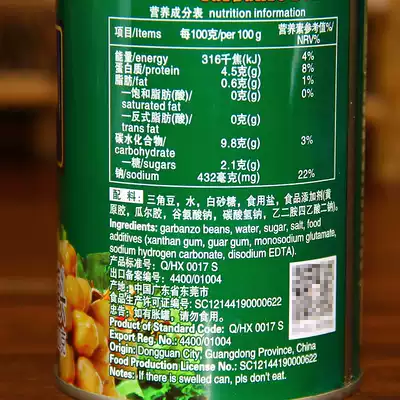 营养成分表 nutrition information
项目/Items 每100克/per 100 g 营养素参考值%/NRV%
能量/energy 316千焦(kJ) 4%
蛋白质/protein 4.5克(g) 8%
脂肪/fat 0.6克(g) 1%
—饱和脂肪(酸)/saturated fat 0克(g)
—反式脂肪(酸)/trans fat 0克(g)
碳水化合物/carbohydrate 9.8克(g) 3%
—糖/sugars 2.1克(g)
钠/sodium 432毫克(mg) 22%
配料: 三角豆, 水, 白砂糖, 食用盐, 食品添加剂(黄
原胶, 瓜尔胶, 谷氨酸钠, 碳酸氢钠, 乙二胺四乙酸二钠).
Ingredients: garbanzo beans, water, sugar, salt, food
additives (xanthan gum, guar gum, monosodium glutamate,
sodium hydrogen carbonate, disodium EDTA).
产品标准号: Q/HX 0017 S
出口备案编号: 4400/01004
产地: 中国广东省东莞市
食品生产许可证编号: SC12144190000622
忠告: 如有胀罐, 请勿食用.
Product of Standard Code: Q/HX 0017 S
Export Reg. No.: 4400/01004
Origin: Dongguan City, Guangdong Province, China
Food Production License No.: SC12144190000622
Notes: If there is swelled can, pls don't eat.